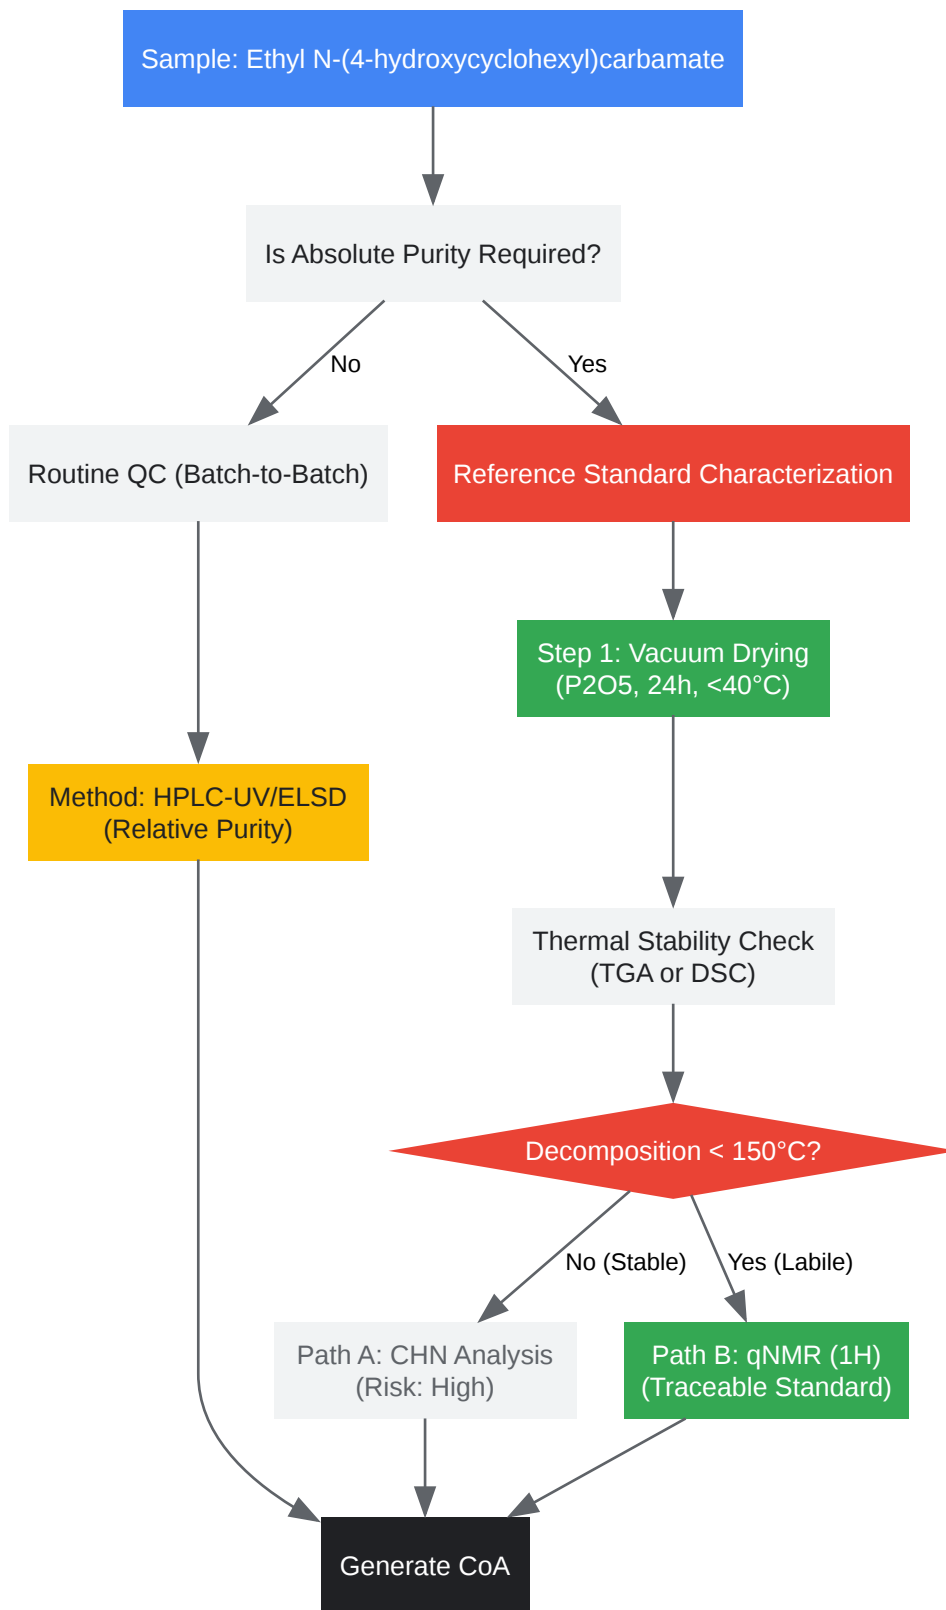 Sample: Ethyl N-(4-hydroxycyclohexyl)carbamate
Is Absolute Purity Required?
No
Yes
Routine QC (Batch-to-Batch)
Reference Standard Characterization
Step 1: Vacuum Drying
(P2O5, 24h, <40°C)
Method: HPLC-UV/ELSD
(Relative Purity)
Thermal Stability Check
(TGA or DSC)
Decomposition < 150°C?
No (Stable)
Yes (Labile)
Path A: CHN Analysis
(Risk: High)
Path B: qNMR (1H)
(Traceable Standard)
Generate CoA